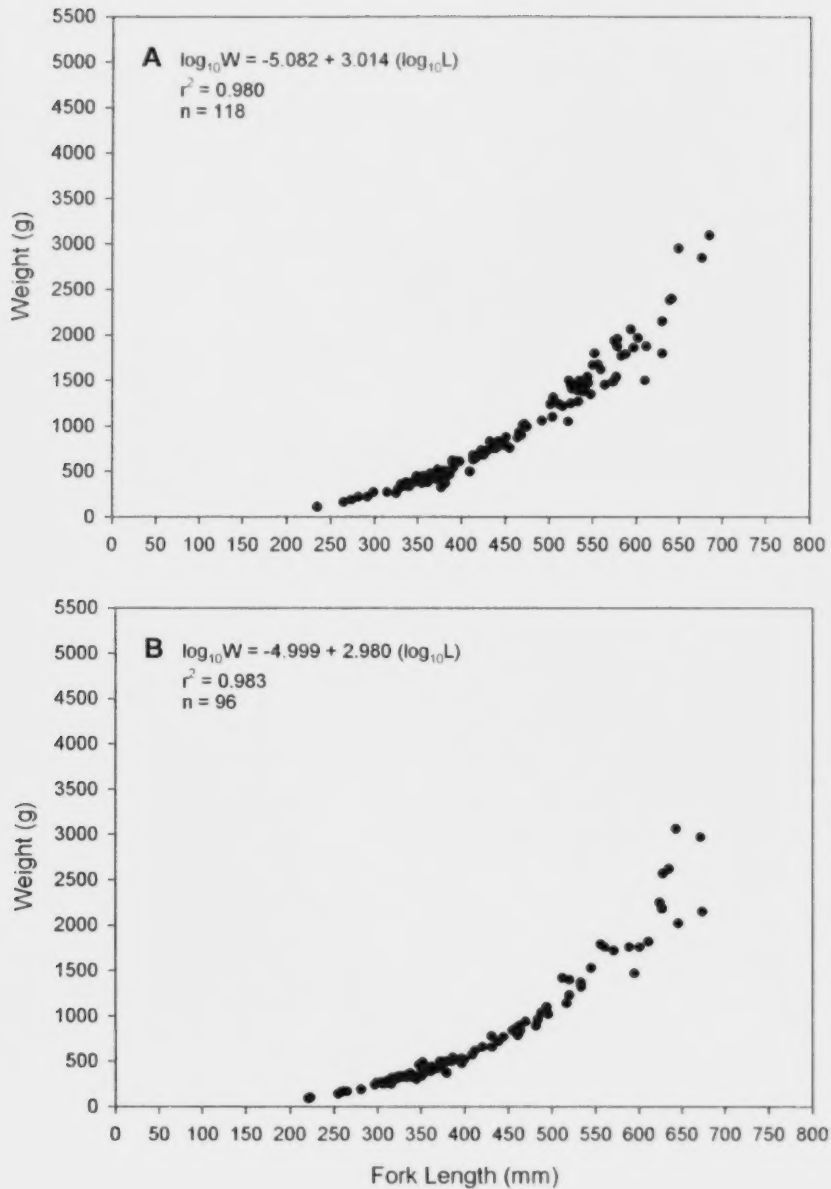 A log₁₀W = -5.082 + 3.014 (log₁₀L)
r² = 0.980
n = 118
5500
5000
4500
4000
3500
3000
2500
2000
1500
1000
500
0
Weight (g)
0 50 100 150 200 250 300 350 400 450 500 550 600 650 700 750 800
B log₁₀W = -4.999 + 2.980 (log₁₀L)
r² = 0.983
n = 96
5500
5000
4500
4000
3500
3000
2500
2000
1500
1000
500
0
Weight (g)
0 50 100 150 200 250 300 350 400 450 500 550 600 650 700 750 800
Fork Length (mm)